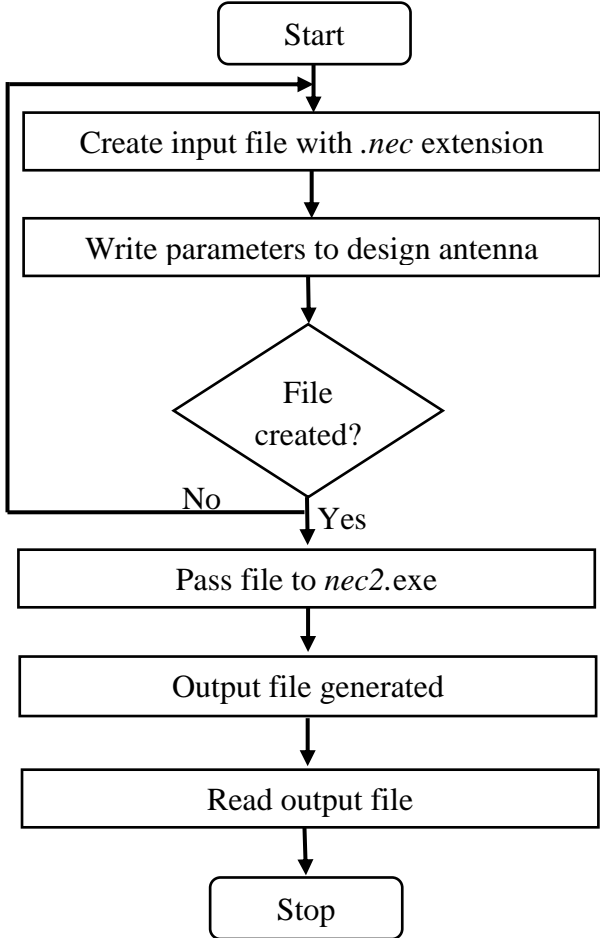 Start
Create input file with .nec extension
Write parameters to design antenna
File
created?
No
Yes
Pass file to nec2.exe
Output file generated
Read output file
Stop